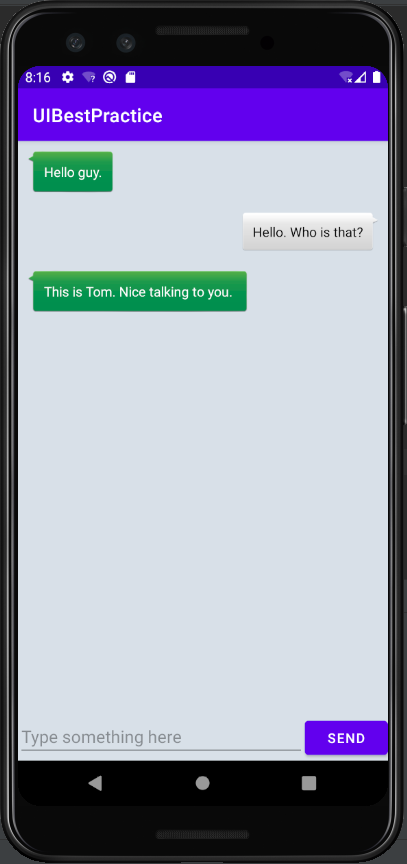 8:16
UIBestPractice
Hello guy.
Hello. Who is that?
This is Tom. Nice talking to you.
Type something here
SEND